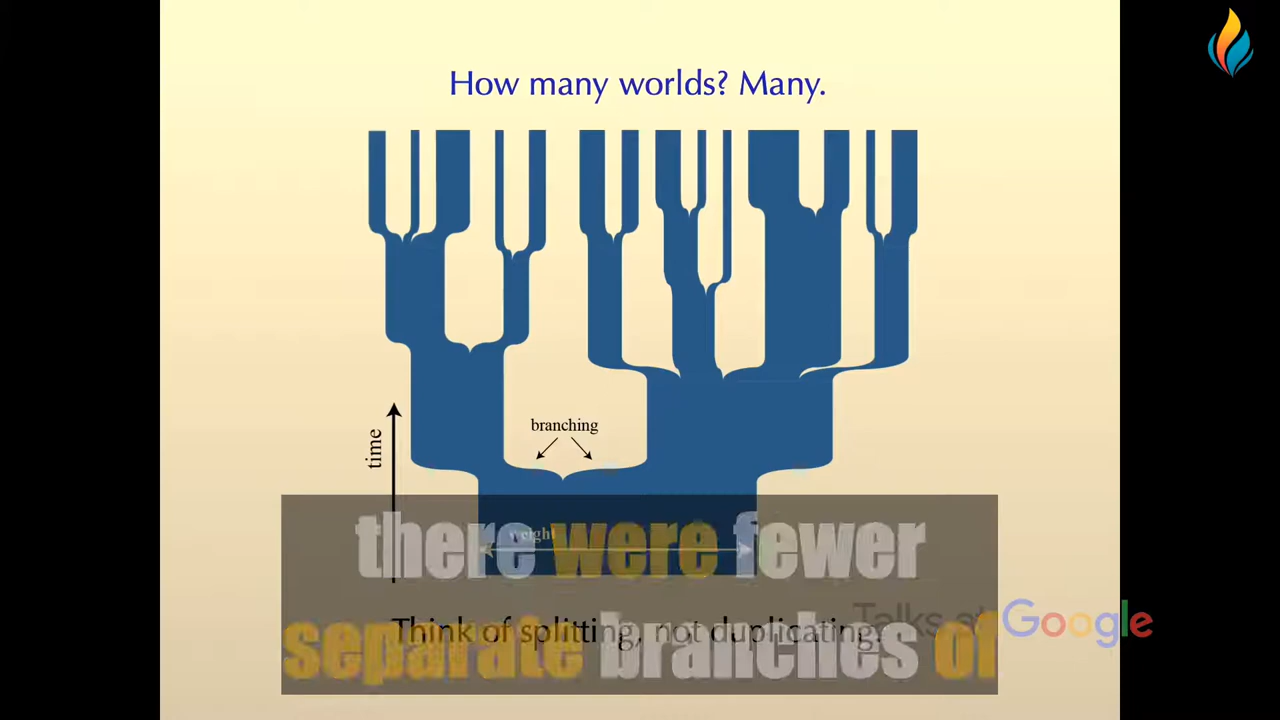 How many worlds? Many.
branching
time
weight
there were fewer
Think of splitting, not duplicating.
separate branches of
Talks at Google